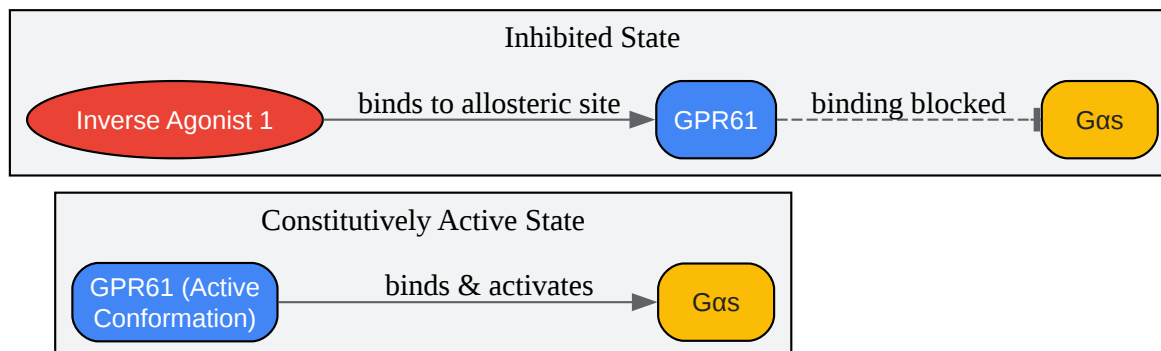 Inhibited State
Inverse Agonist 1
binds to allosteric site
GPR61
binding blocked
Gαs
Constitutively Active State
GPR61 (Active
Conformation)
binds & activates
Gαs